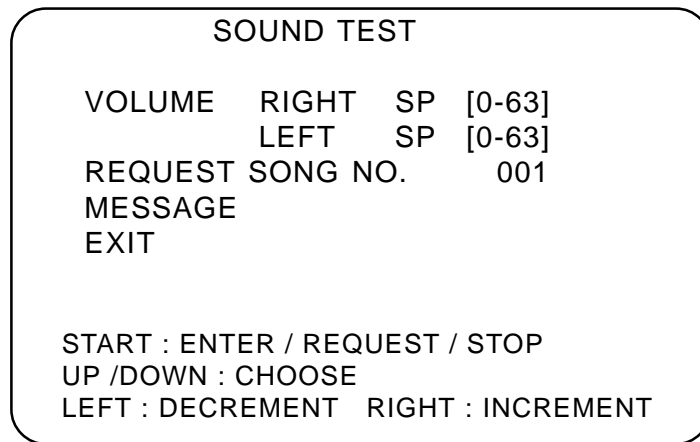 SOUND TEST
VOLUME RIGHT SP [0-63]
LEFT SP [0-63]
REQUEST SONG NO. 001
MESSAGE
EXIT
START : ENTER / REQUEST / STOP
UP /DOWN : CHOOSE
LEFT : DECREMENT RIGHT : INCREMENT